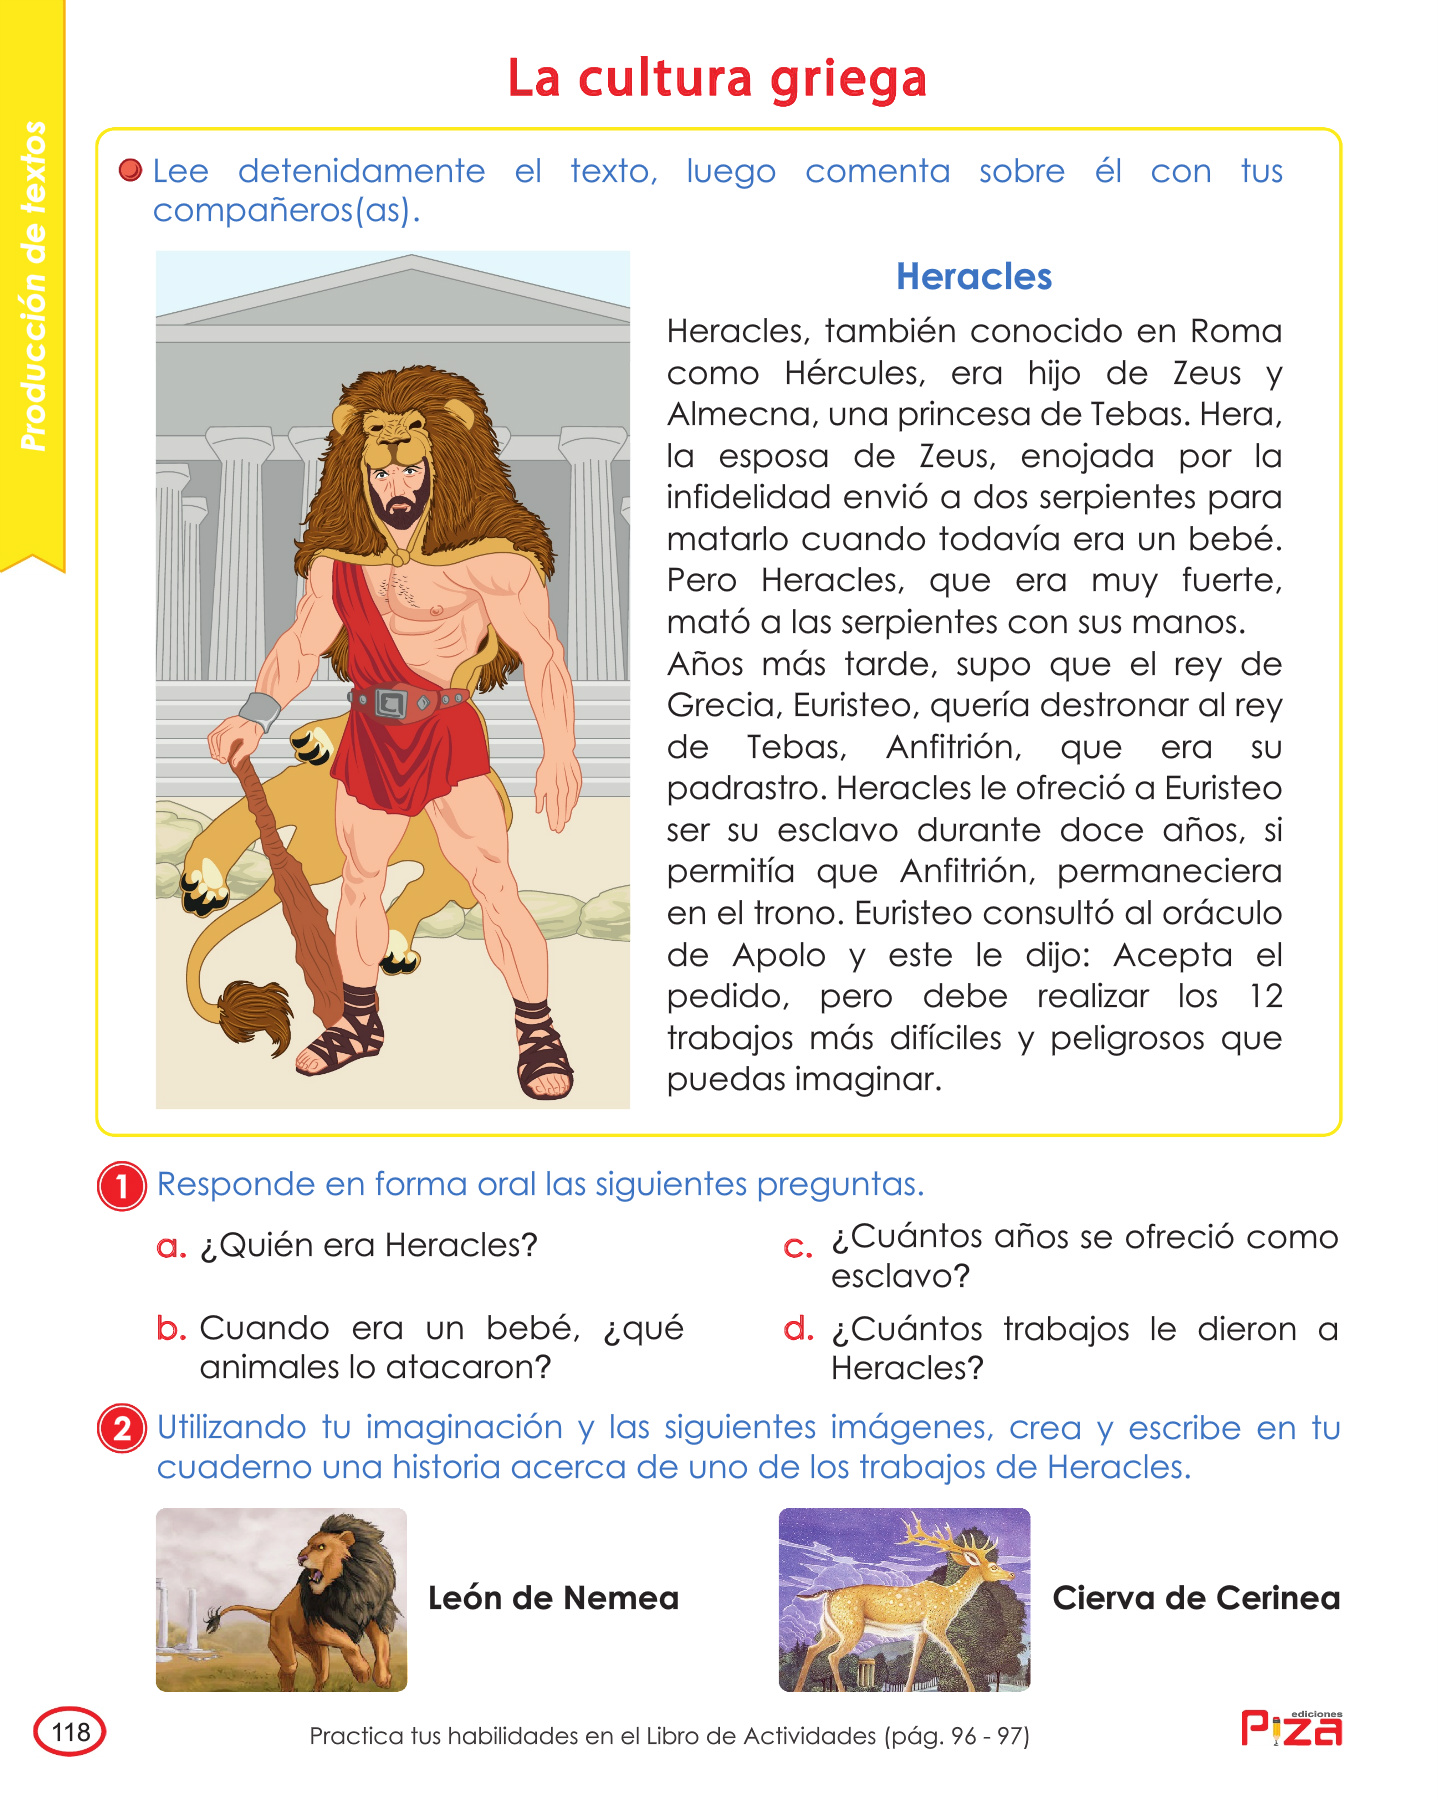 La cultura griega
Producción de textos
Lee detenidamente el texto, luego comenta sobre él con tus
compañeros(as).
Heracles
Heracles, también conocido en Roma
como Hércules, era hijo de Zeus y
Almecna, una princesa de Tebas. Hera,
la esposa de Zeus, enojada por la
infidelidad envió a dos serpientes para
matarlo cuando todavía era un bebé.
Pero Heracles, que era muy fuerte,
mató a las serpientes con sus manos.
Años más tarde, supo que el rey de
Grecia, Euristeo, quería destronar al rey
de Tebas, Anfitrión, que era su
padrastro. Heracles le ofreció a Euristeo
ser su esclavo durante doce años, si
permitía que Anfitrión, permaneciera
en el trono. Euristeo consultó al oráculo
de Apolo y este le dijo: Acepta el
pedido, pero debe realizar los 12
trabajos más difíciles y peligrosos que
puedas imaginar.
1 Responde en forma oral las siguientes preguntas.
a. ¿Quién era Heracles?
b. Cuando era un bebé, ¿qué
animales lo atacaron?
c. ¿Cuántos años se ofreció como
esclavo?
d. ¿Cuántos trabajos le dieron a
Heracles?
2 Utilizando tu imaginación y las siguientes imágenes, crea y escribe en tu
cuaderno una historia acerca de uno de los trabajos de Heracles.
León de Nemea
Cierva de Cerinea
118
Practica tus habilidades en el Libro de Actividades (pág. 96 - 97)
ediciones
Piza